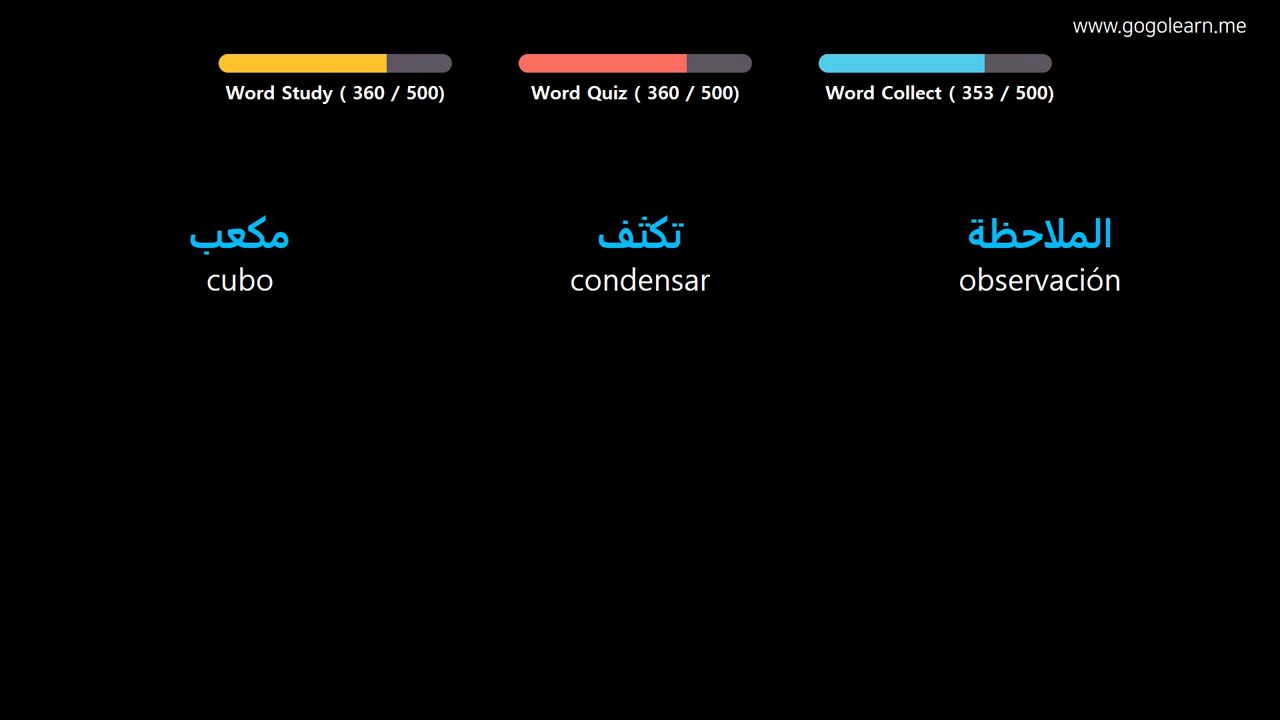 www.gogolearn.me
Word Study ( 360 / 500)
Word Quiz ( 360 / 500)
Word Collect ( 353 / 500)
مكعب
cubo
تكثف
condensar
الملاحظة
observación